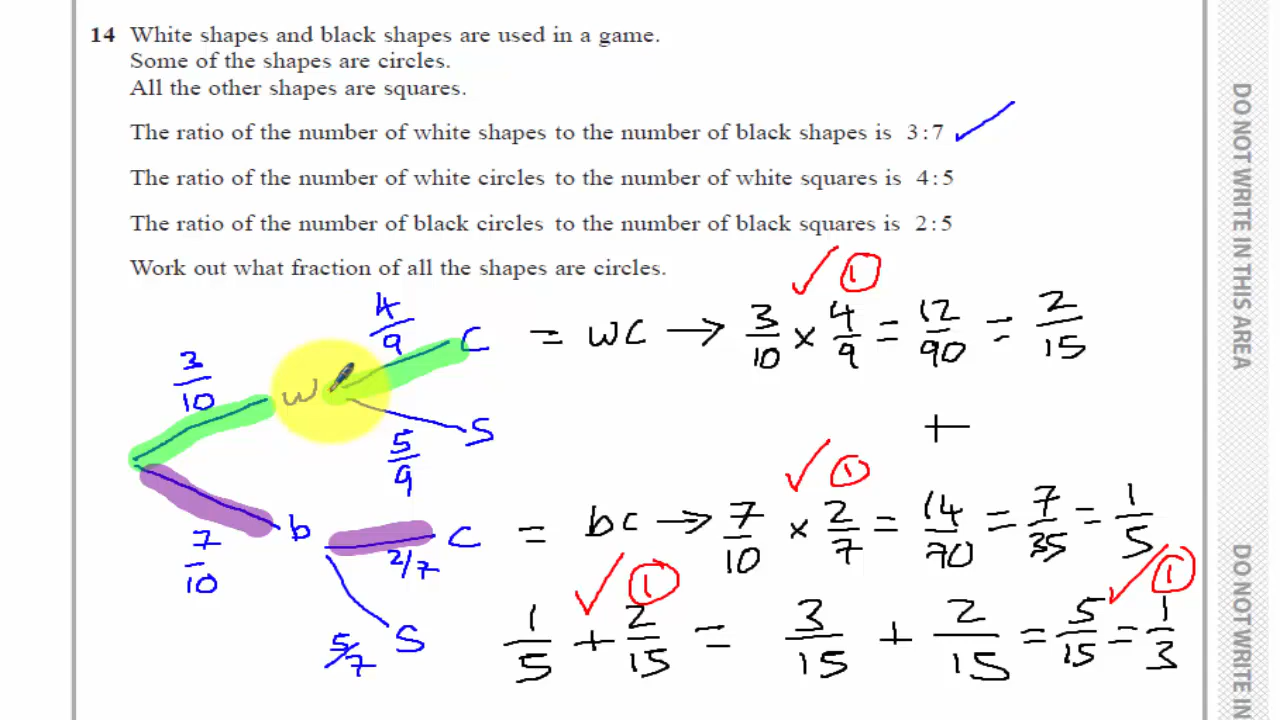 14 White shapes and black shapes are used in a game.
Some of the shapes are circles.
All the other shapes are squares.
The ratio of the number of white shapes to the number of black shapes is 3 : 7
The ratio of the number of white circles to the number of white squares is 4 : 5
The ratio of the number of black circles to the number of black squares is 2 : 5
Work out what fraction of all the shapes are circles.
3/10 W 4/9 C = WC → 3/10 × 4/9 = 12/90 = 2/15 ✓ 1
5/9 S
+
7/10 b 2/7 C = bC → 7/10 × 2/7 = 14/70 = 7/35 = 1/5 ✓ 1
5/7 S
1/5 + 2/15 = 3/15 + 2/15 = 5/15 = 1/3 ✓ 1 ✓ 1
DO NOT WRITE IN THIS AREA
DO NOT WRITE IN